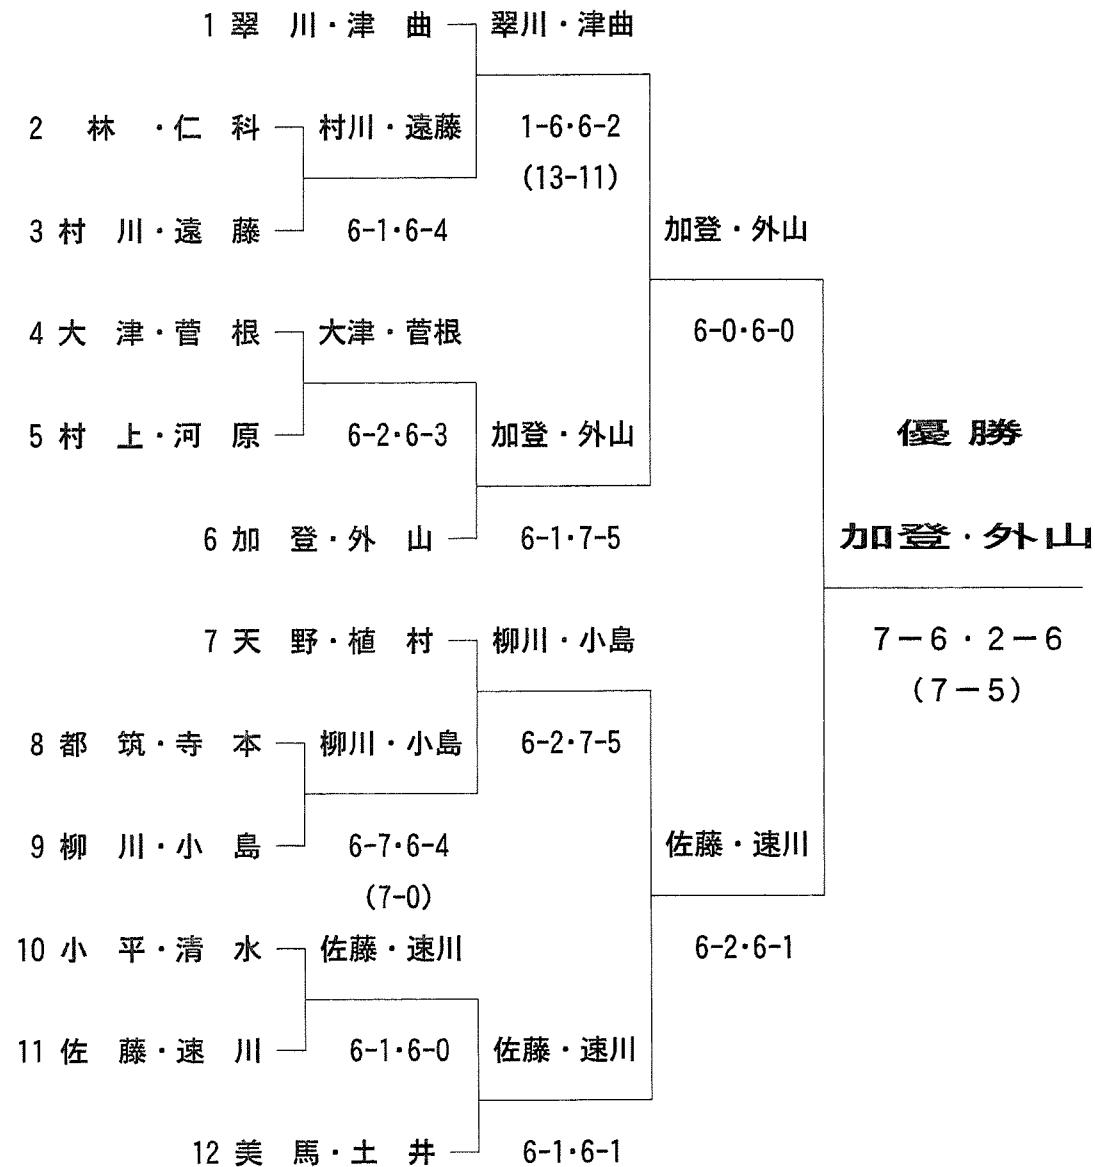 1 翠 川・津 曲 翠川・津曲
2 林 ・仁 科 村川・遠藤 1-6・6-2
(13-11)
3 村 川・遠 藤 6-1・6-4 加登・外山
4 大 津・菅 根 大津・菅根 6-0・6-0
5 村 上・河 原 6-2・6-3 加登・外山 優勝
6 加 登・外 山 6-1・7-5 加登・外山
7 天 野・植 村 柳川・小島 7-6・2-6
(7-5)
8 都 筑・寺 本 柳川・小島 6-2・7-5
9 柳 川・小 島 6-7・6-4 佐藤・速川
(7-0)
10 小 平・清 水 佐藤・速川 6-2・6-1
11 佐 藤・速 川 6-1・6-0 佐藤・速川
12 美 馬・土 井 6-1・6-1